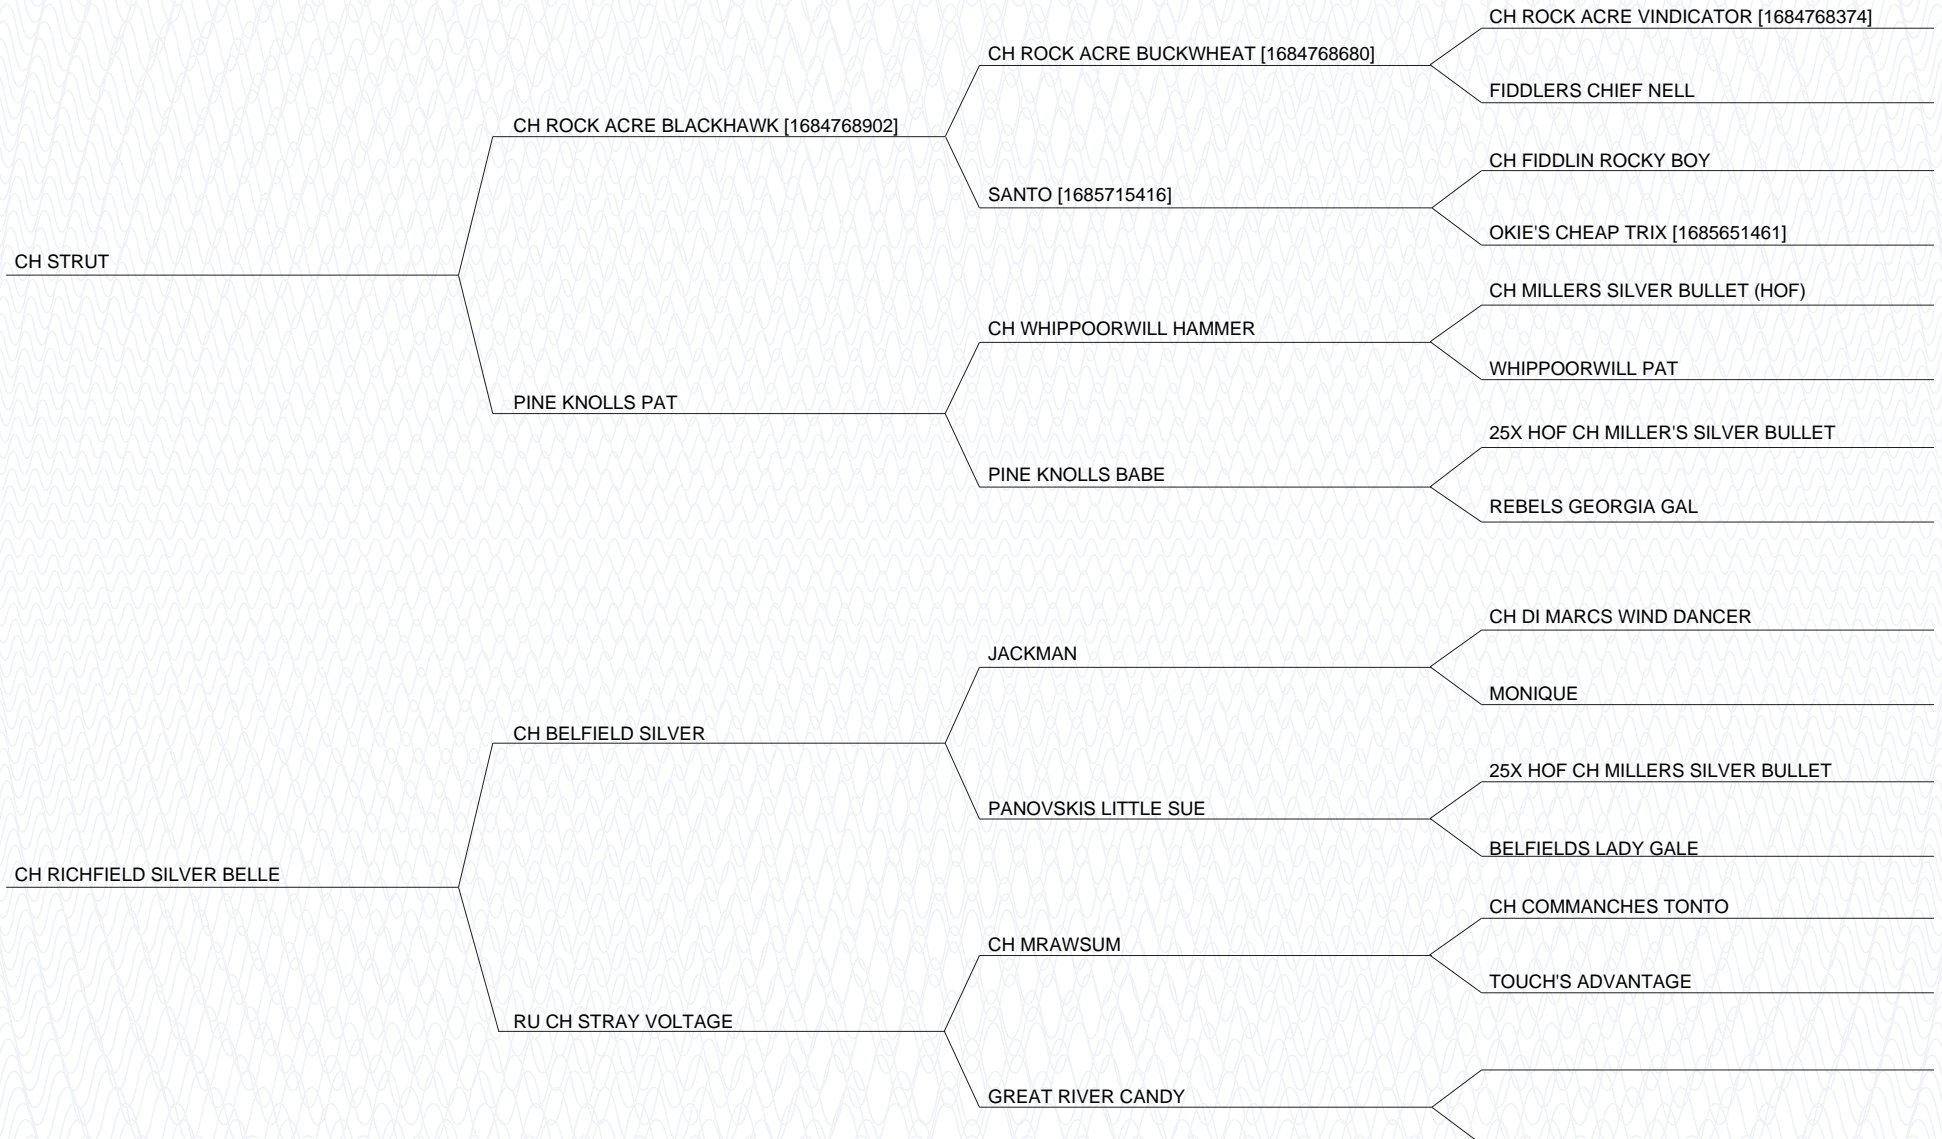 CH ROCK ACRE VINDICATOR [1684768374]
CH ROCK ACRE BUCKWHEAT [1684768680]
FIDDLERS CHIEF NELL
CH ROCK ACRE BLACKHAWK [1684768902]
CH FIDDLIN ROCKY BOY
SANTO [1685715416]
OKIE'S CHEAP TRIX [1685651461]
CH STRUT
CH MILLERS SILVER BULLET (HOF)
CH WHIPPOORWILL HAMMER
WHIPPOORWILL PAT
PINE KNOLLS PAT
25X HOF CH MILLER'S SILVER BULLET
PINE KNOLLS BABE
REBELS GEORGIA GAL
CH DI MARCS WIND DANCER
JACKMAN
MONIQUE
CH BELFIELD SILVER
25X HOF CH MILLERS SILVER BULLET
PANOVSKIS LITTLE SUE
BELFIELDS LADY GALE
CH RICHFIELD SILVER BELLE
CH COMMANCHES TONTO
CH MRAWSUM
TOUCH'S ADVANTAGE
RU CH STRAY VOLTAGE
GREAT RIVER CANDY